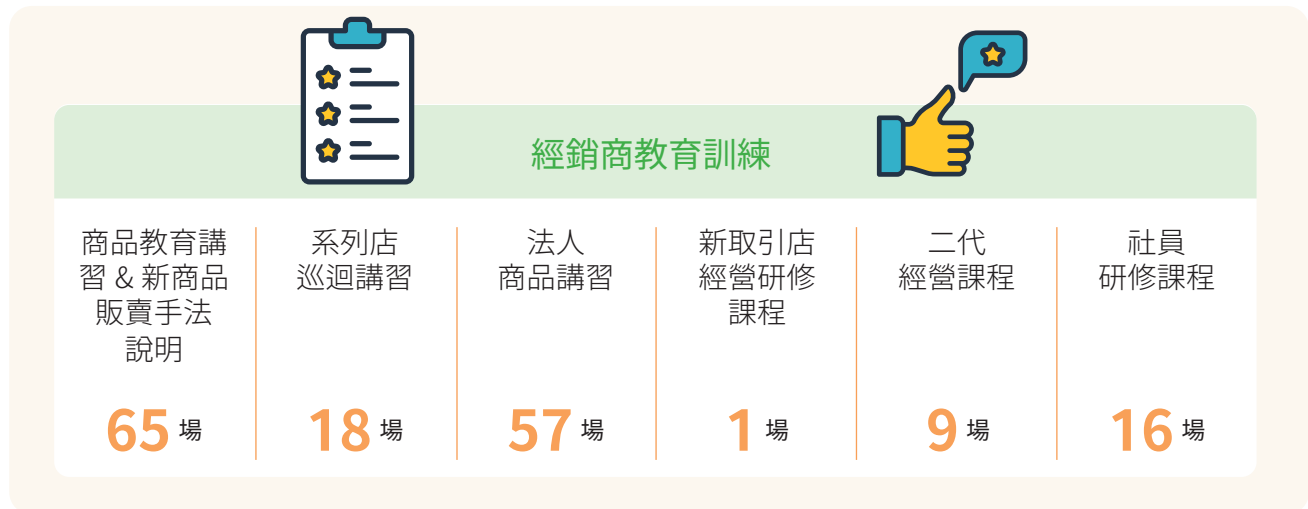 經銷商教育訓練
商品教育講
習 & 新商品
販賣手法
說明
65 場
系列店
巡迴講習
18 場
法人
商品講習
57 場
新取引店
經營研修
課程
1 場
二代
經營課程
9 場
社員
研修課程
16 場